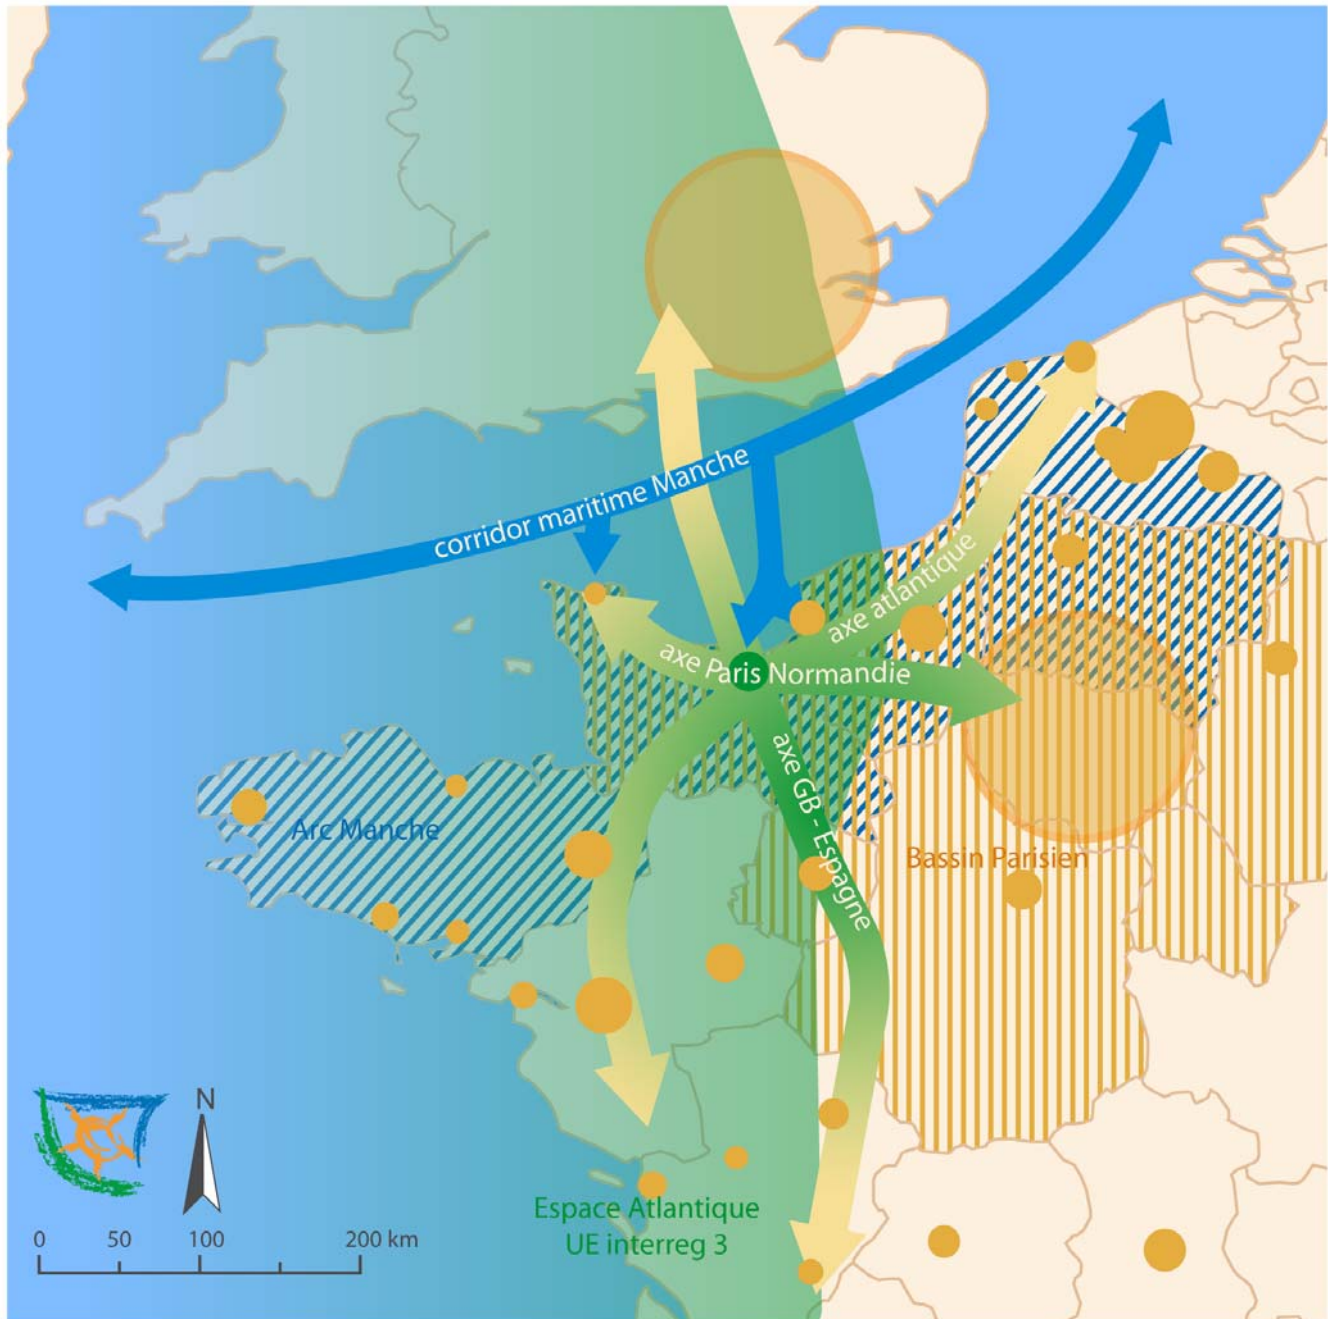 corridor maritime Manche
axe atlantique
axe Paris Normandie
axe GB - Espagne
Arc Manche
Bassin Parisien
N
Espace Atlantique
UE interreg 3
0 50 100 200 km